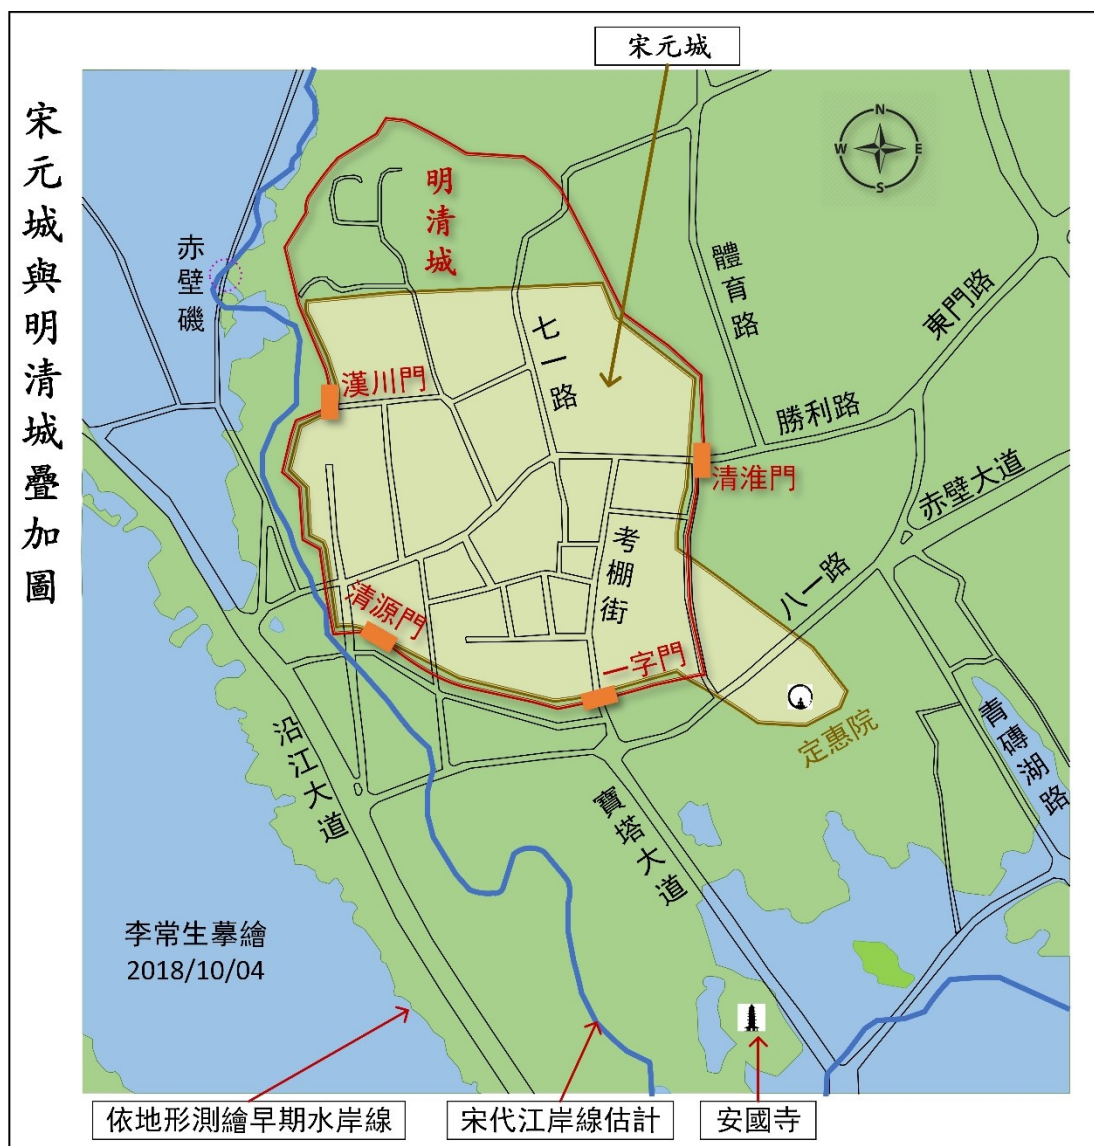 宋元城與明清城疊加圖
宋元城
N
W
E
S
明清城
赤壁磯
體育路
東門路
七一路
漢川門
勝利路
清淮門
赤壁大道
考棚街
八一路
清源門
一字門
定惠院
青磚湖路
沿江大道
寶塔大道
李常生摹繪
2018/10/04
依地形測繪早期水岸線
宋代江岸線估計
安國寺